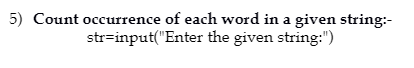 5) Count occurrence of each word in a given string:-
str=input("Enter the given string:")